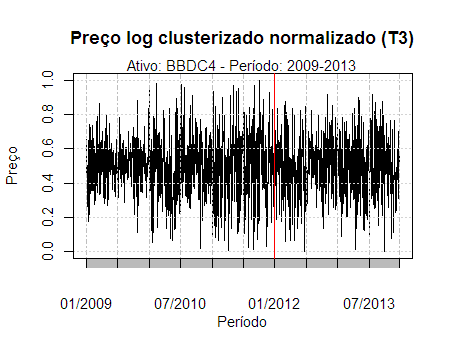 Preço log clusterizado normalizado (T3)
Ativo: BBDC4 - Período: 2009-2013
Preço
1.0
0.8
0.6
0.4
0.2
0.0
01/2009 07/2010 01/2012 07/2013
Período